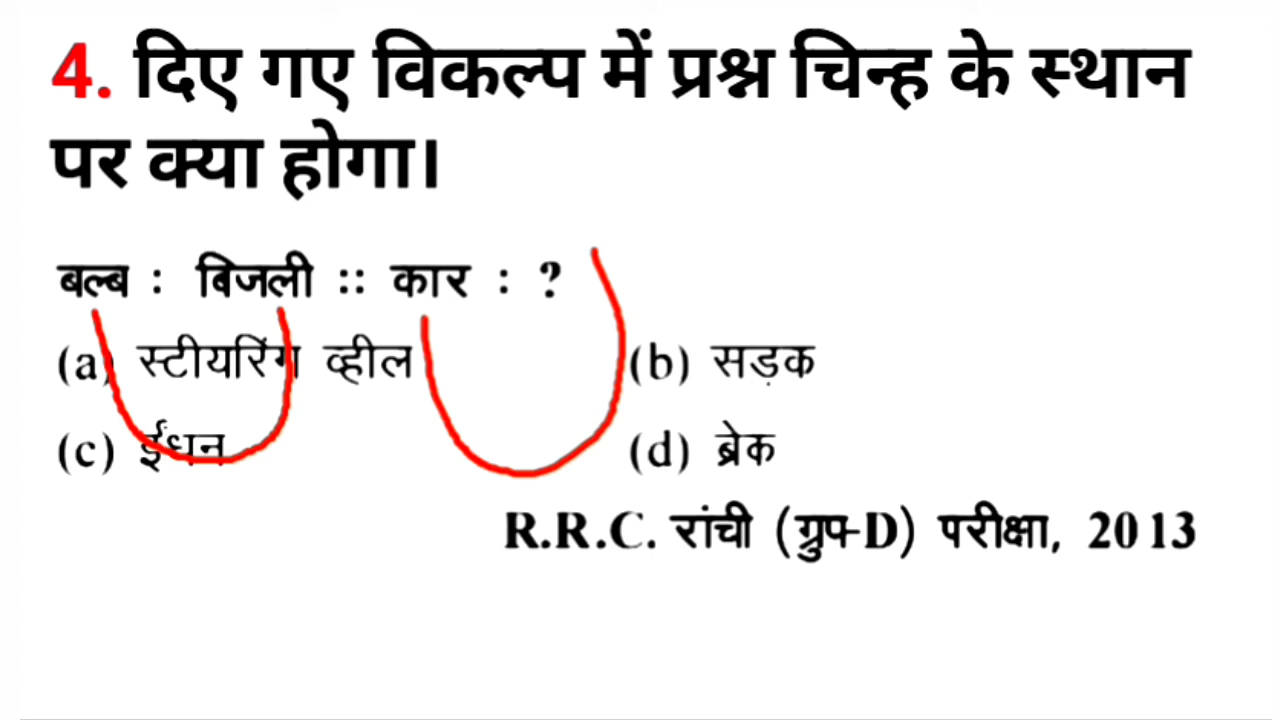 4. दिए गए विकल्प में प्रश्न चिन्ह के स्थान
पर क्या होगा।
बल्ब : बिजली :: कार : ?
(a) स्टीयरिंग व्हील (b) सड़क
(c) ईंधन (d) ब्रेक
R.R.C. रांची (ग्रुप-D) परीक्षा, 2013